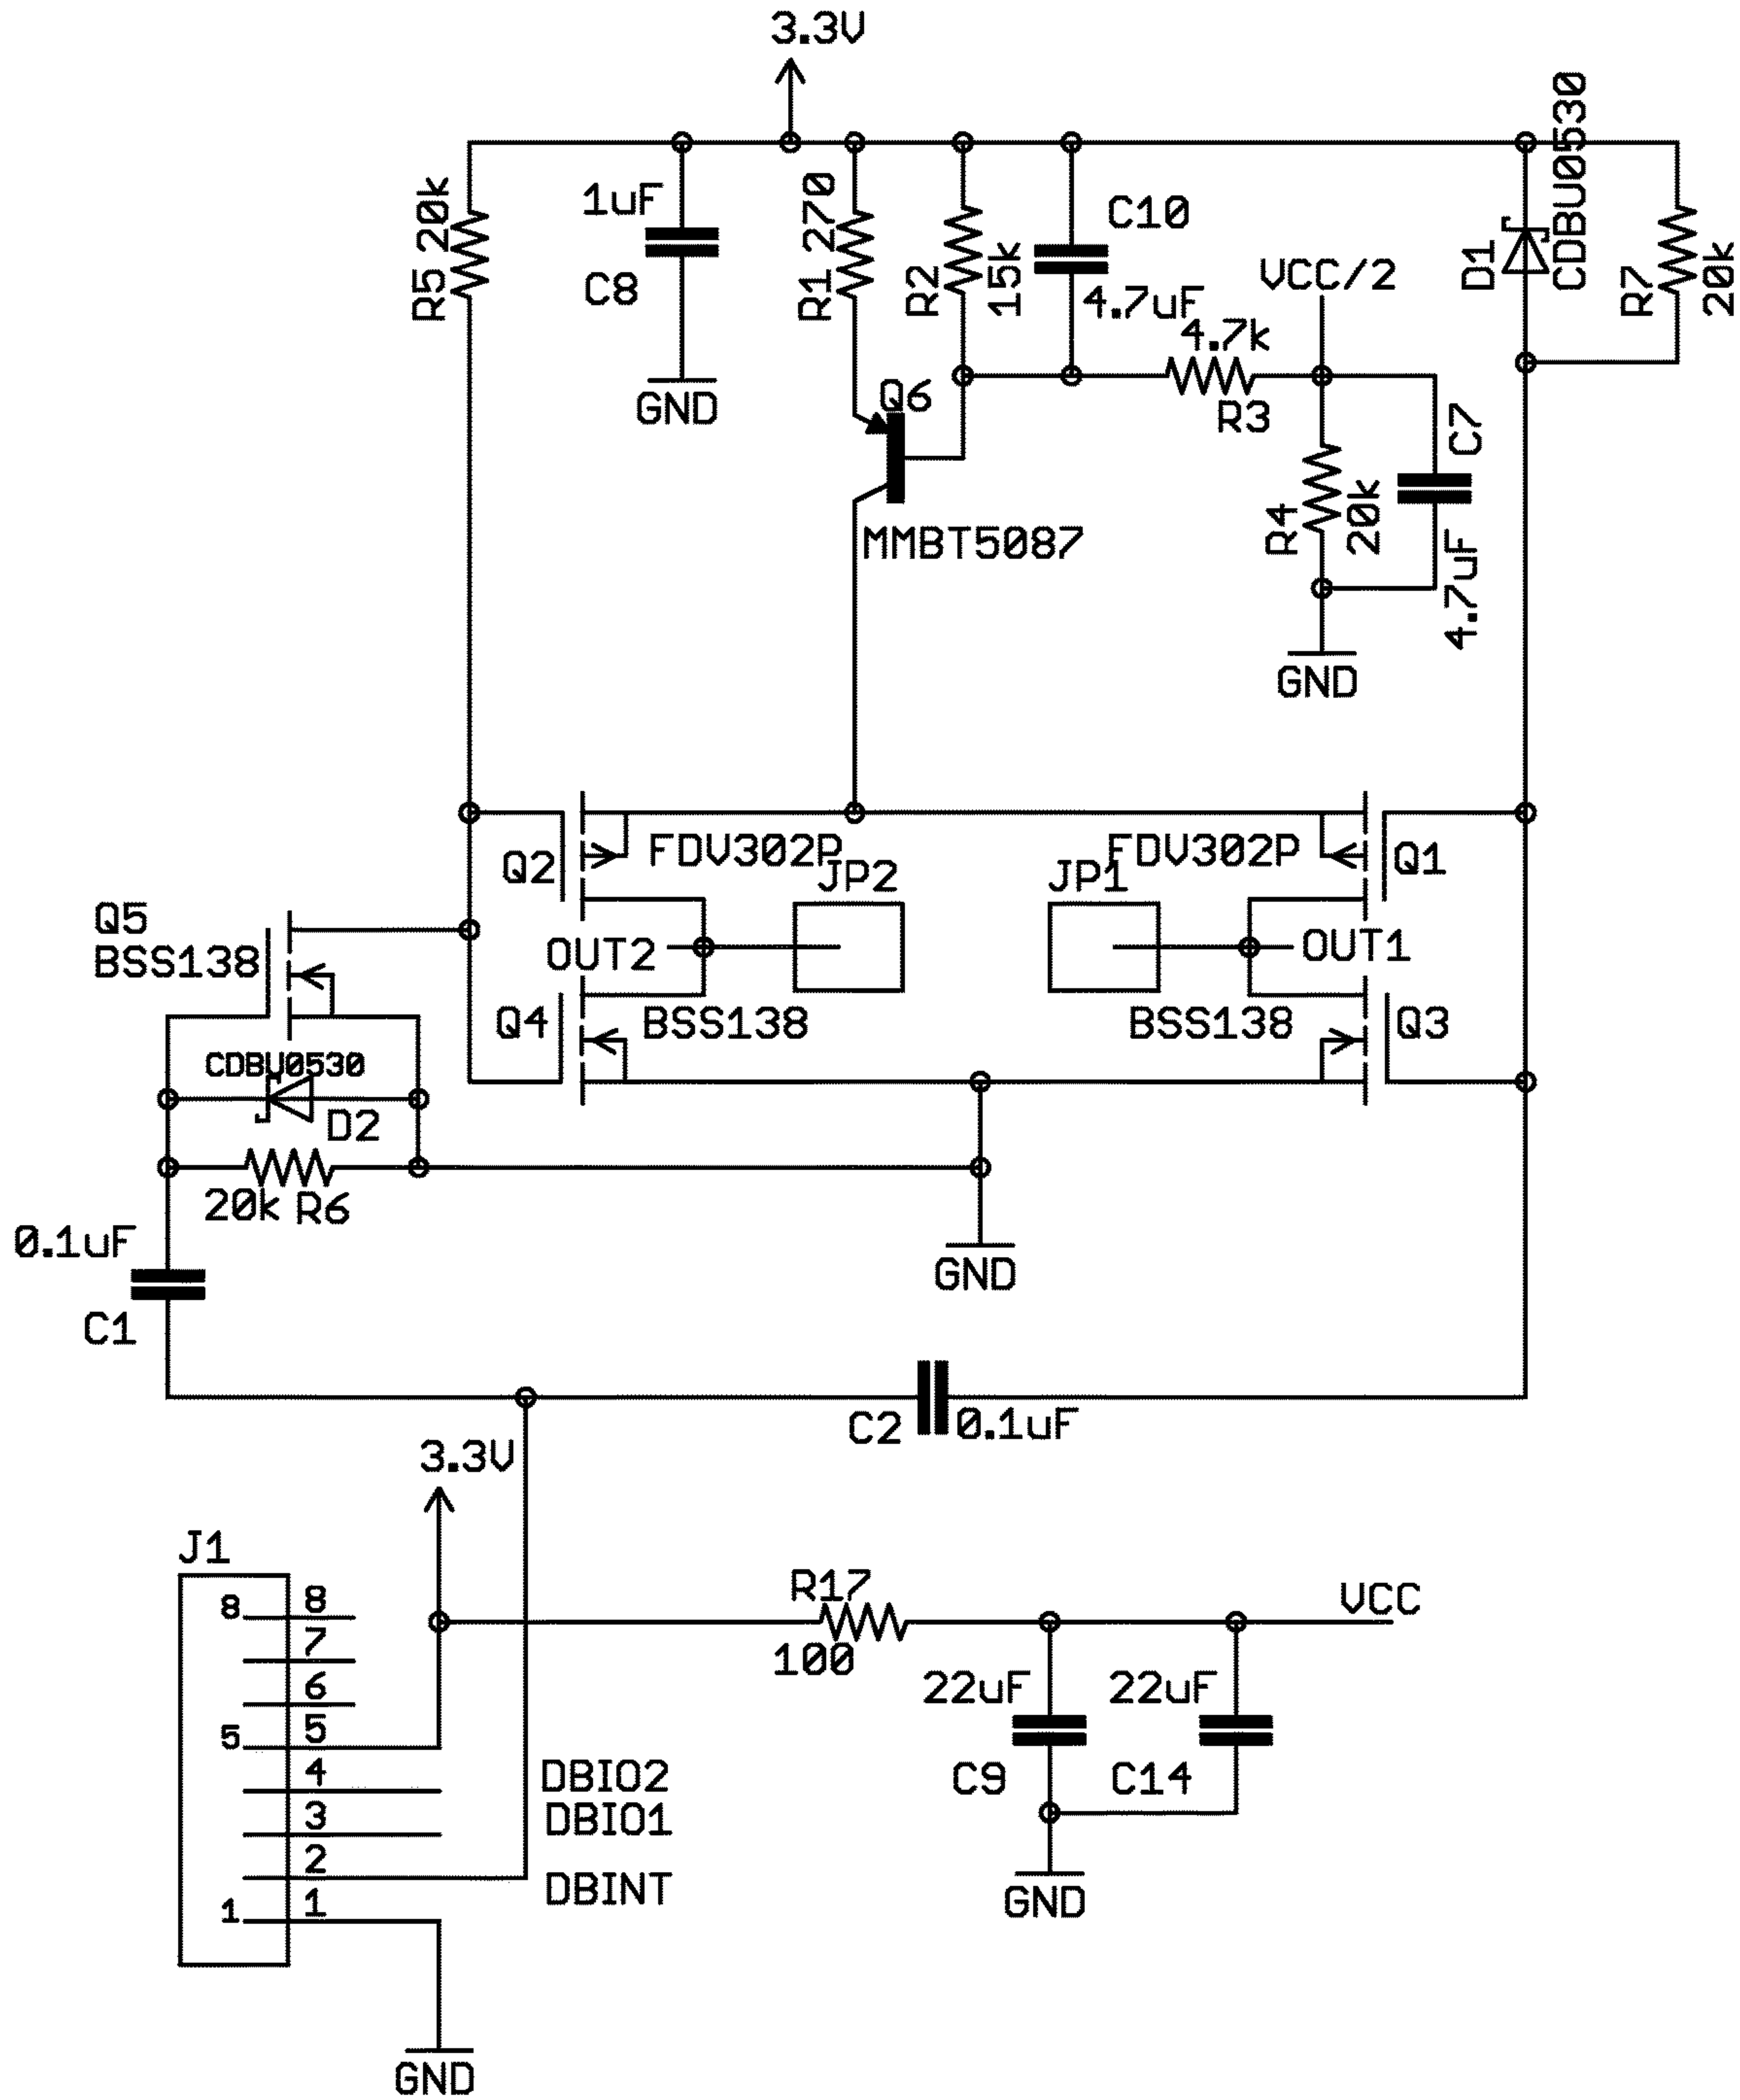 3.3V
R5 20k
1uF
C8
GND
R1 270
R2
15k
C10
4.7uF
4.7k
R3
VCC/2
D1
CDBU0530
R7
20k
Q6
MMBT5087
R4
20k
C7
4.7uF
GND
Q2
FDV302P
FDV302P
Q1
JP2
JP1
Q5
BSS138
OUT2
OUT1
Q4
BSS138
BSS138
Q3
CDBU0530
D2
20k R6
0.1uF
C1
GND
C2
0.1uF
3.3V
J1
8
8
7
6
5
5
4
3
2
1
1
DBIO2
DBIO1
DBINT
GND
R17
100
VCC
22uF
22uF
C9
C14
GND